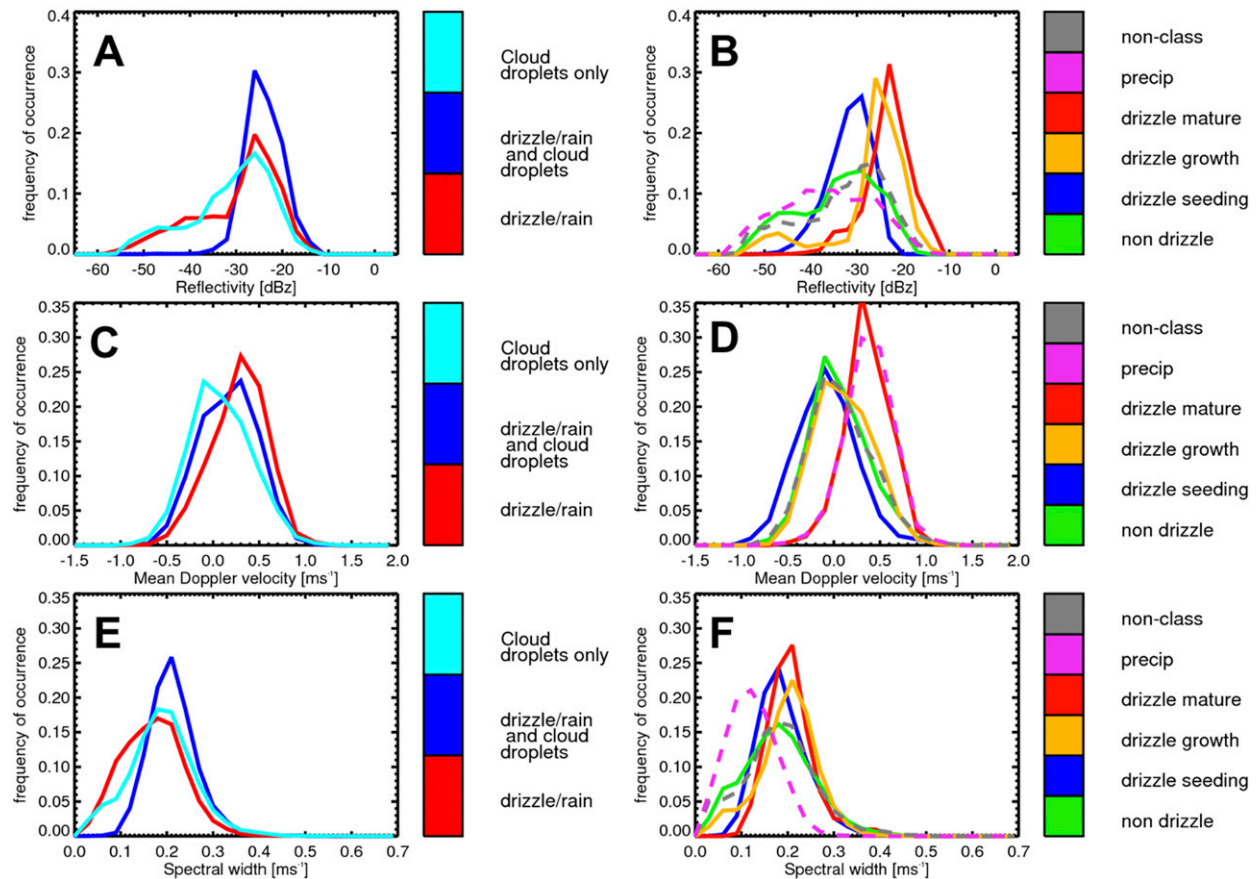 A
0.4
0.3
0.2
0.1
0.0
frequency of occurrence
-60 -50 -40 -30 -20 -10 0
Reflectivity [dBz]
Cloud
droplets only
drizzle/rain
and cloud
droplets
drizzle/rain
B
0.4
0.3
0.2
0.1
0.0
frequency of occurrence
-60 -50 -40 -30 -20 -10 0
Reflectivity [dBz]
non-class
precip
drizzle mature
drizzle growth
drizzle seeding
non drizzle
C
0.35
0.30
0.25
0.20
0.15
0.10
0.05
0.00
frequency of occurrence
-1.5 -1.0 -0.5 0.0 0.5 1.0 1.5 2.0
Mean Doppler velocity [ms⁻¹]
Cloud
droplets only
drizzle/rain
and cloud
droplets
drizzle/rain
D
0.35
0.30
0.25
0.20
0.15
0.10
0.05
0.00
frequency of occurrence
-1.5 -1.0 -0.5 0.0 0.5 1.0 1.5 2.0
Mean Doppler velocity [ms⁻¹]
non-class
precip
drizzle mature
drizzle growth
drizzle seeding
non drizzle
E
0.35
0.30
0.25
0.20
0.15
0.10
0.05
0.00
frequency of occurrence
0.0 0.1 0.2 0.3 0.4 0.5 0.6 0.7
Spectral width [ms⁻¹]
Cloud
droplets only
drizzle/rain
and cloud
droplets
drizzle/rain
F
0.35
0.30
0.25
0.20
0.15
0.10
0.05
0.00
frequency of occurrence
0.0 0.1 0.2 0.3 0.4 0.5 0.6 0.7
Spectral width [ms⁻¹]
non-class
precip
drizzle mature
drizzle growth
drizzle seeding
non drizzle